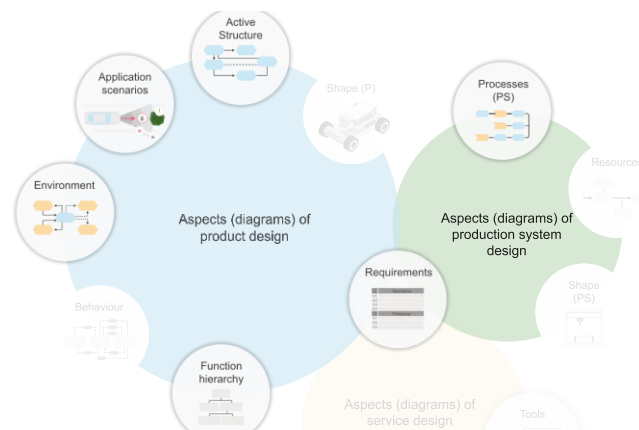 Active
Structure
Application
scenarios
Shape (P)
Processes
(PS)
Resources
Environment
Aspects (diagrams) of
product design
Aspects (diagrams) of
production system
design
Requirements
Behaviour
Shape
(PS)
Function
hierarchy
Aspects (diagrams) of
service design
Tools